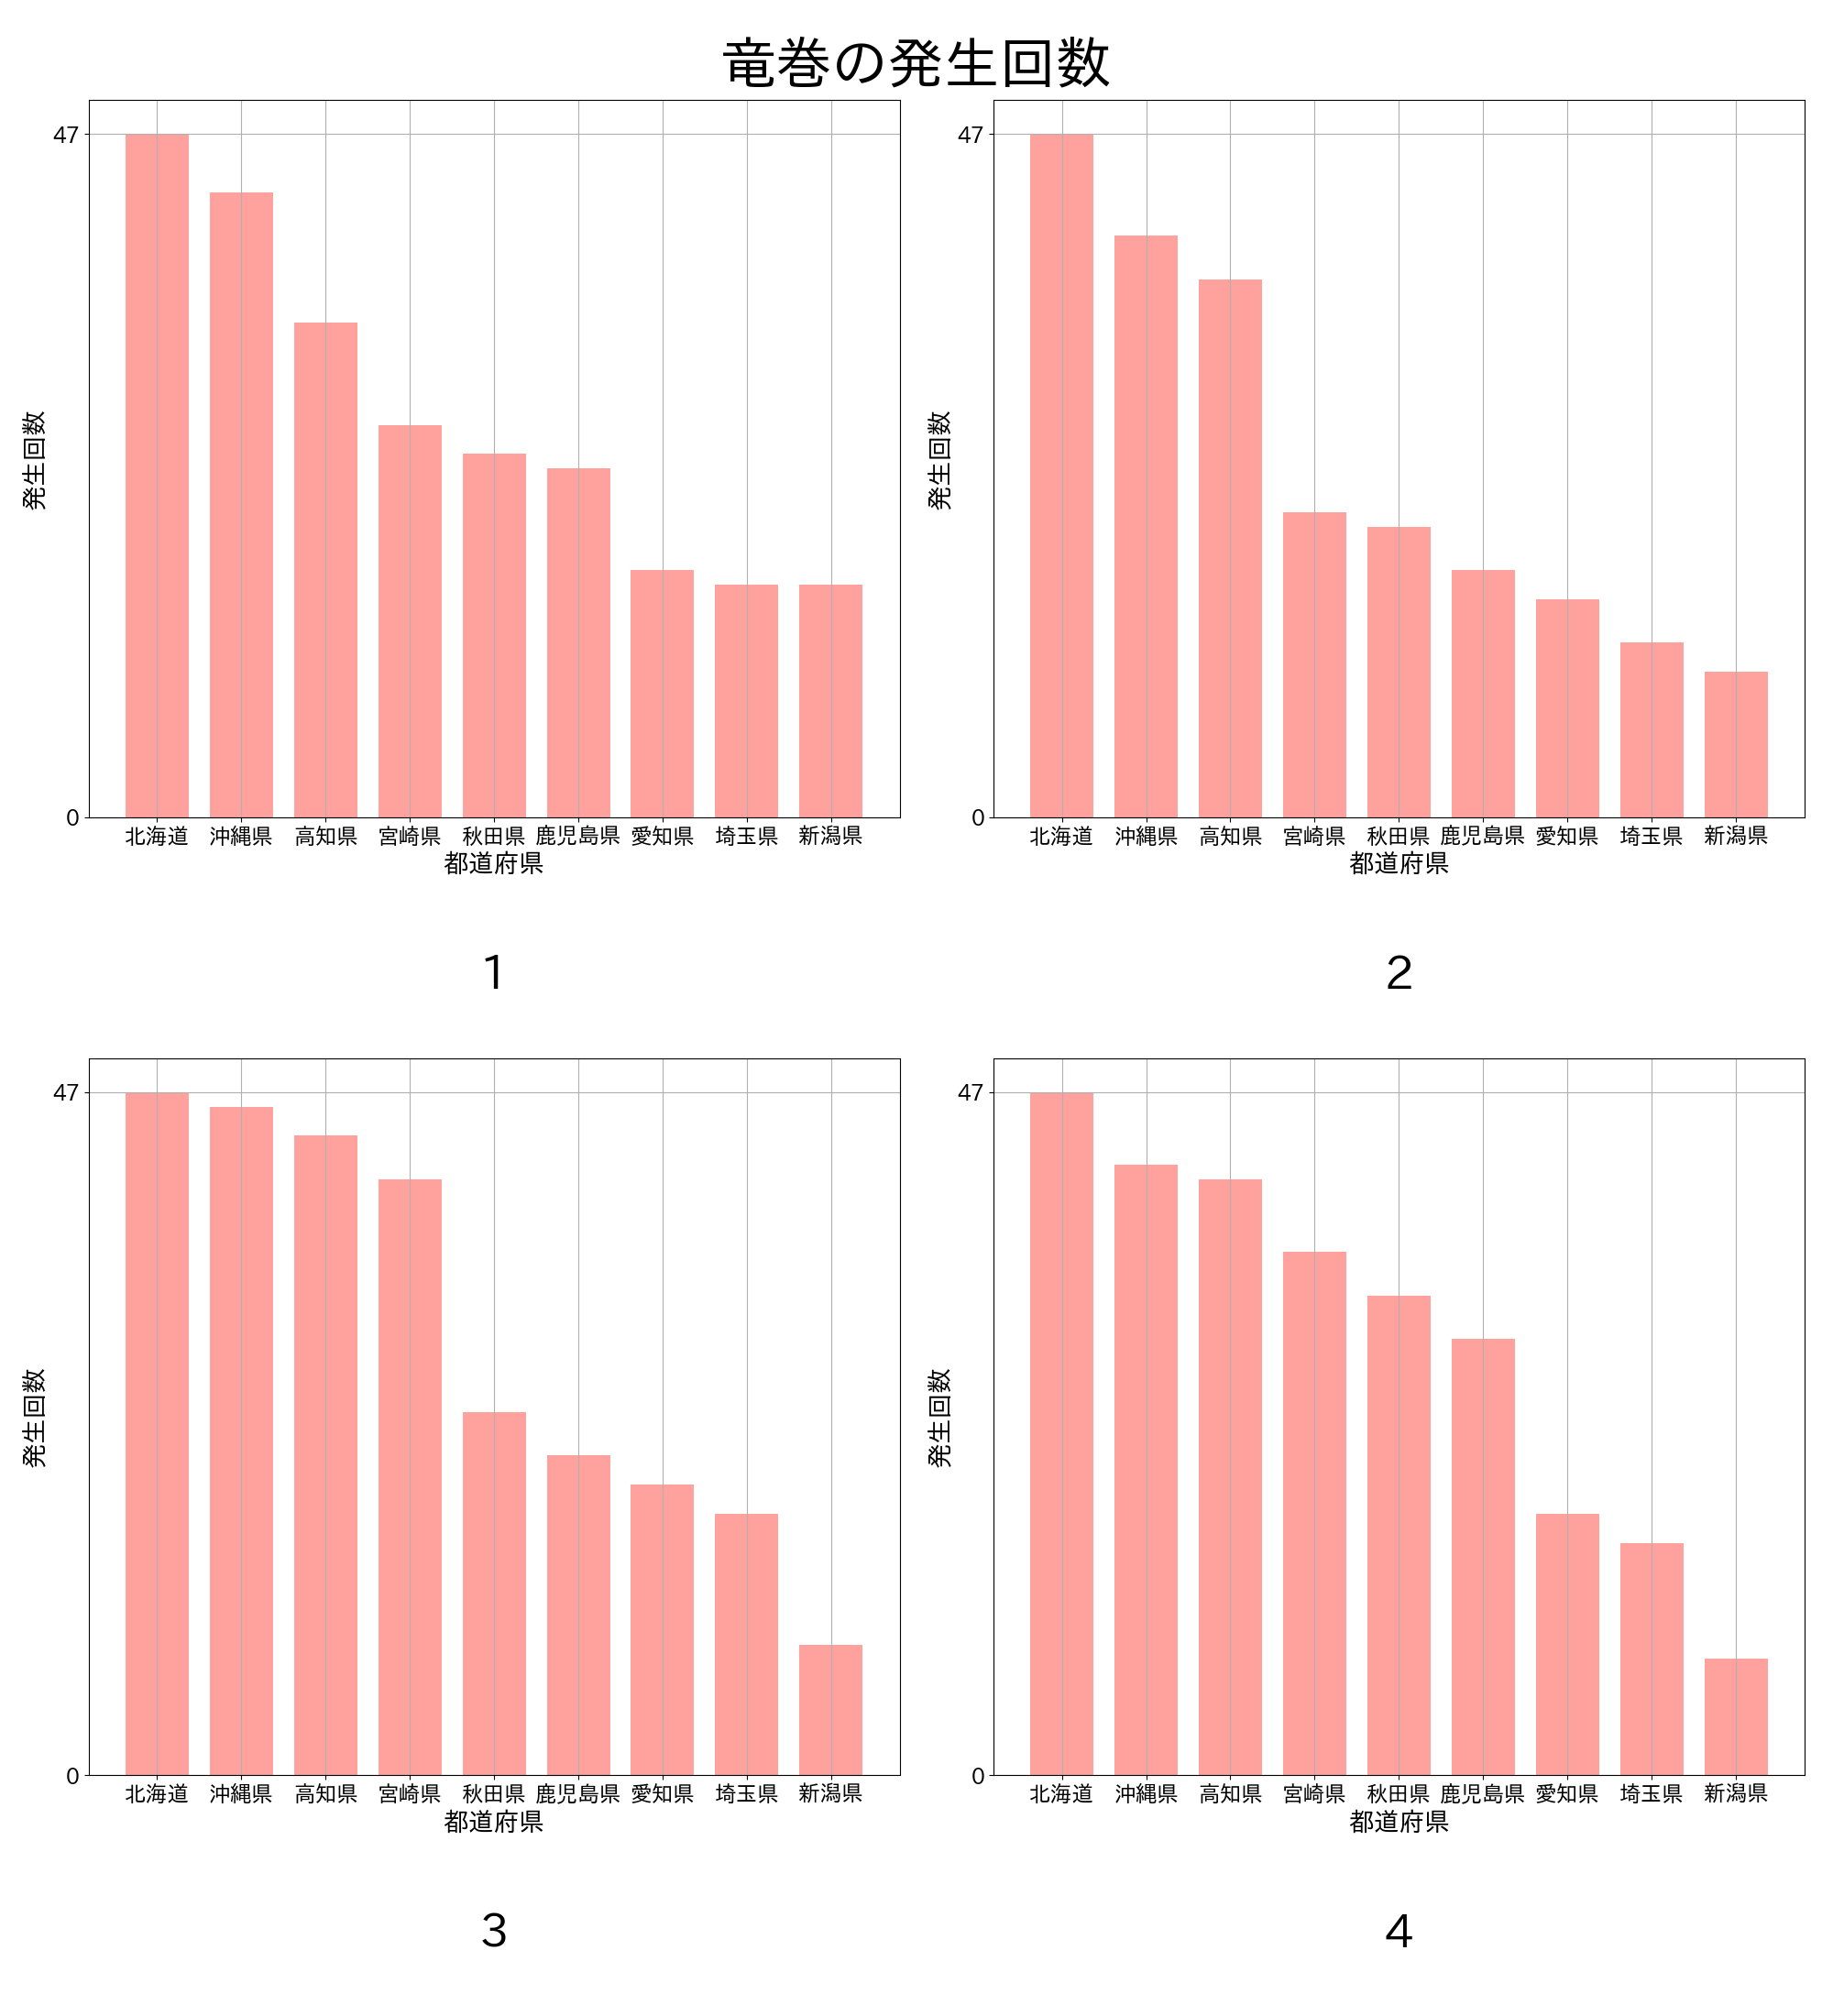 竜巻の発生回数
47
0
発生回数
北海道 沖縄県 高知県 宮崎県 秋田県 鹿児島県 愛知県 埼玉県 新潟県
都道府県
1
47
0
発生回数
北海道 沖縄県 高知県 宮崎県 秋田県 鹿児島県 愛知県 埼玉県 新潟県
都道府県
2
47
0
発生回数
北海道 沖縄県 高知県 宮崎県 秋田県 鹿児島県 愛知県 埼玉県 新潟県
都道府県
3
47
0
発生回数
北海道 沖縄県 高知県 宮崎県 秋田県 鹿児島県 愛知県 埼玉県 新潟県
都道府県
4